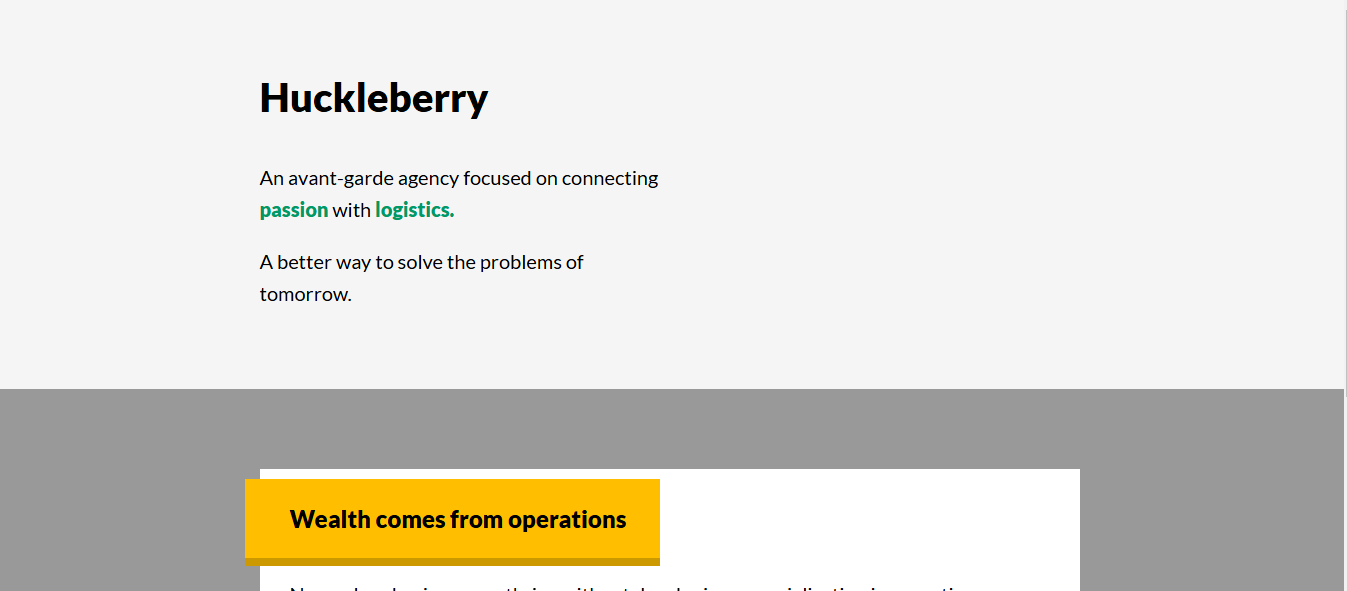 Huckleberry
An avant-garde agency focused on connecting
passion with logistics.
A better way to solve the problems of
tomorrow.
Wealth comes from operations